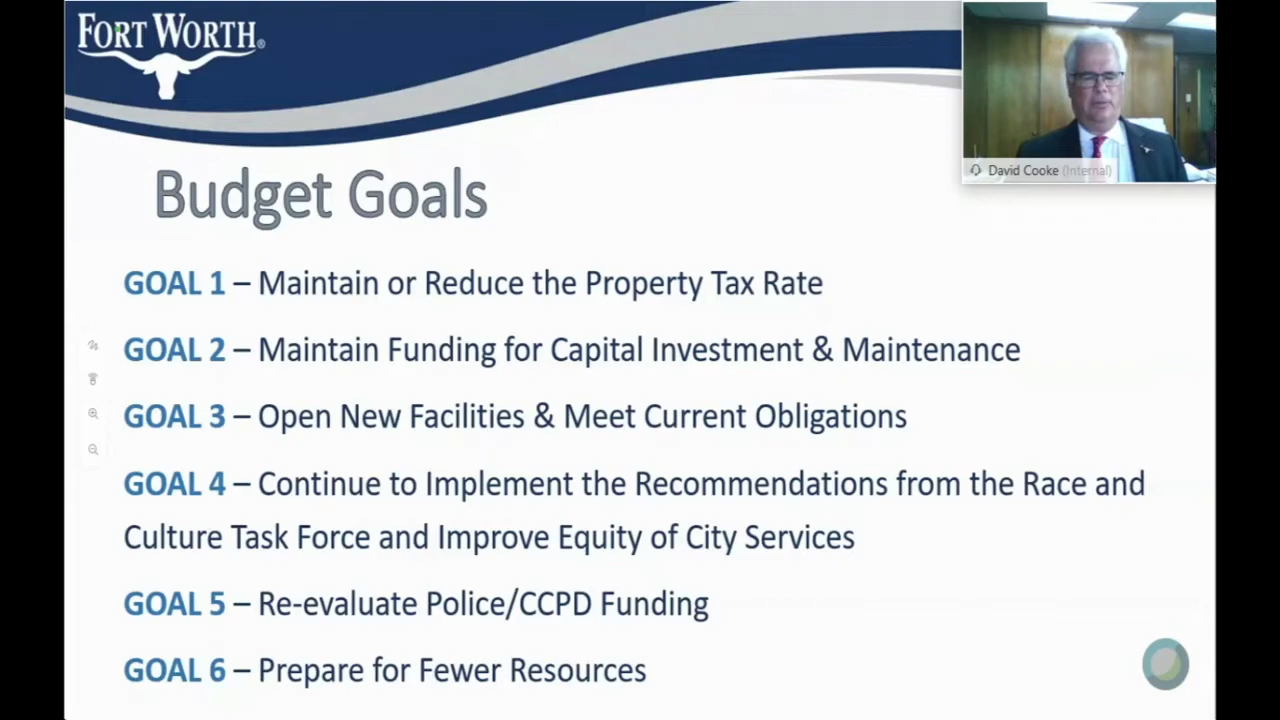 FORT WORTH®
David Cooke (Internal)
Budget Goals
GOAL 1 – Maintain or Reduce the Property Tax Rate
GOAL 2 – Maintain Funding for Capital Investment & Maintenance
GOAL 3 – Open New Facilities & Meet Current Obligations
GOAL 4 – Continue to Implement the Recommendations from the Race and
Culture Task Force and Improve Equity of City Services
GOAL 5 – Re-evaluate Police/CCPD Funding
GOAL 6 – Prepare for Fewer Resources